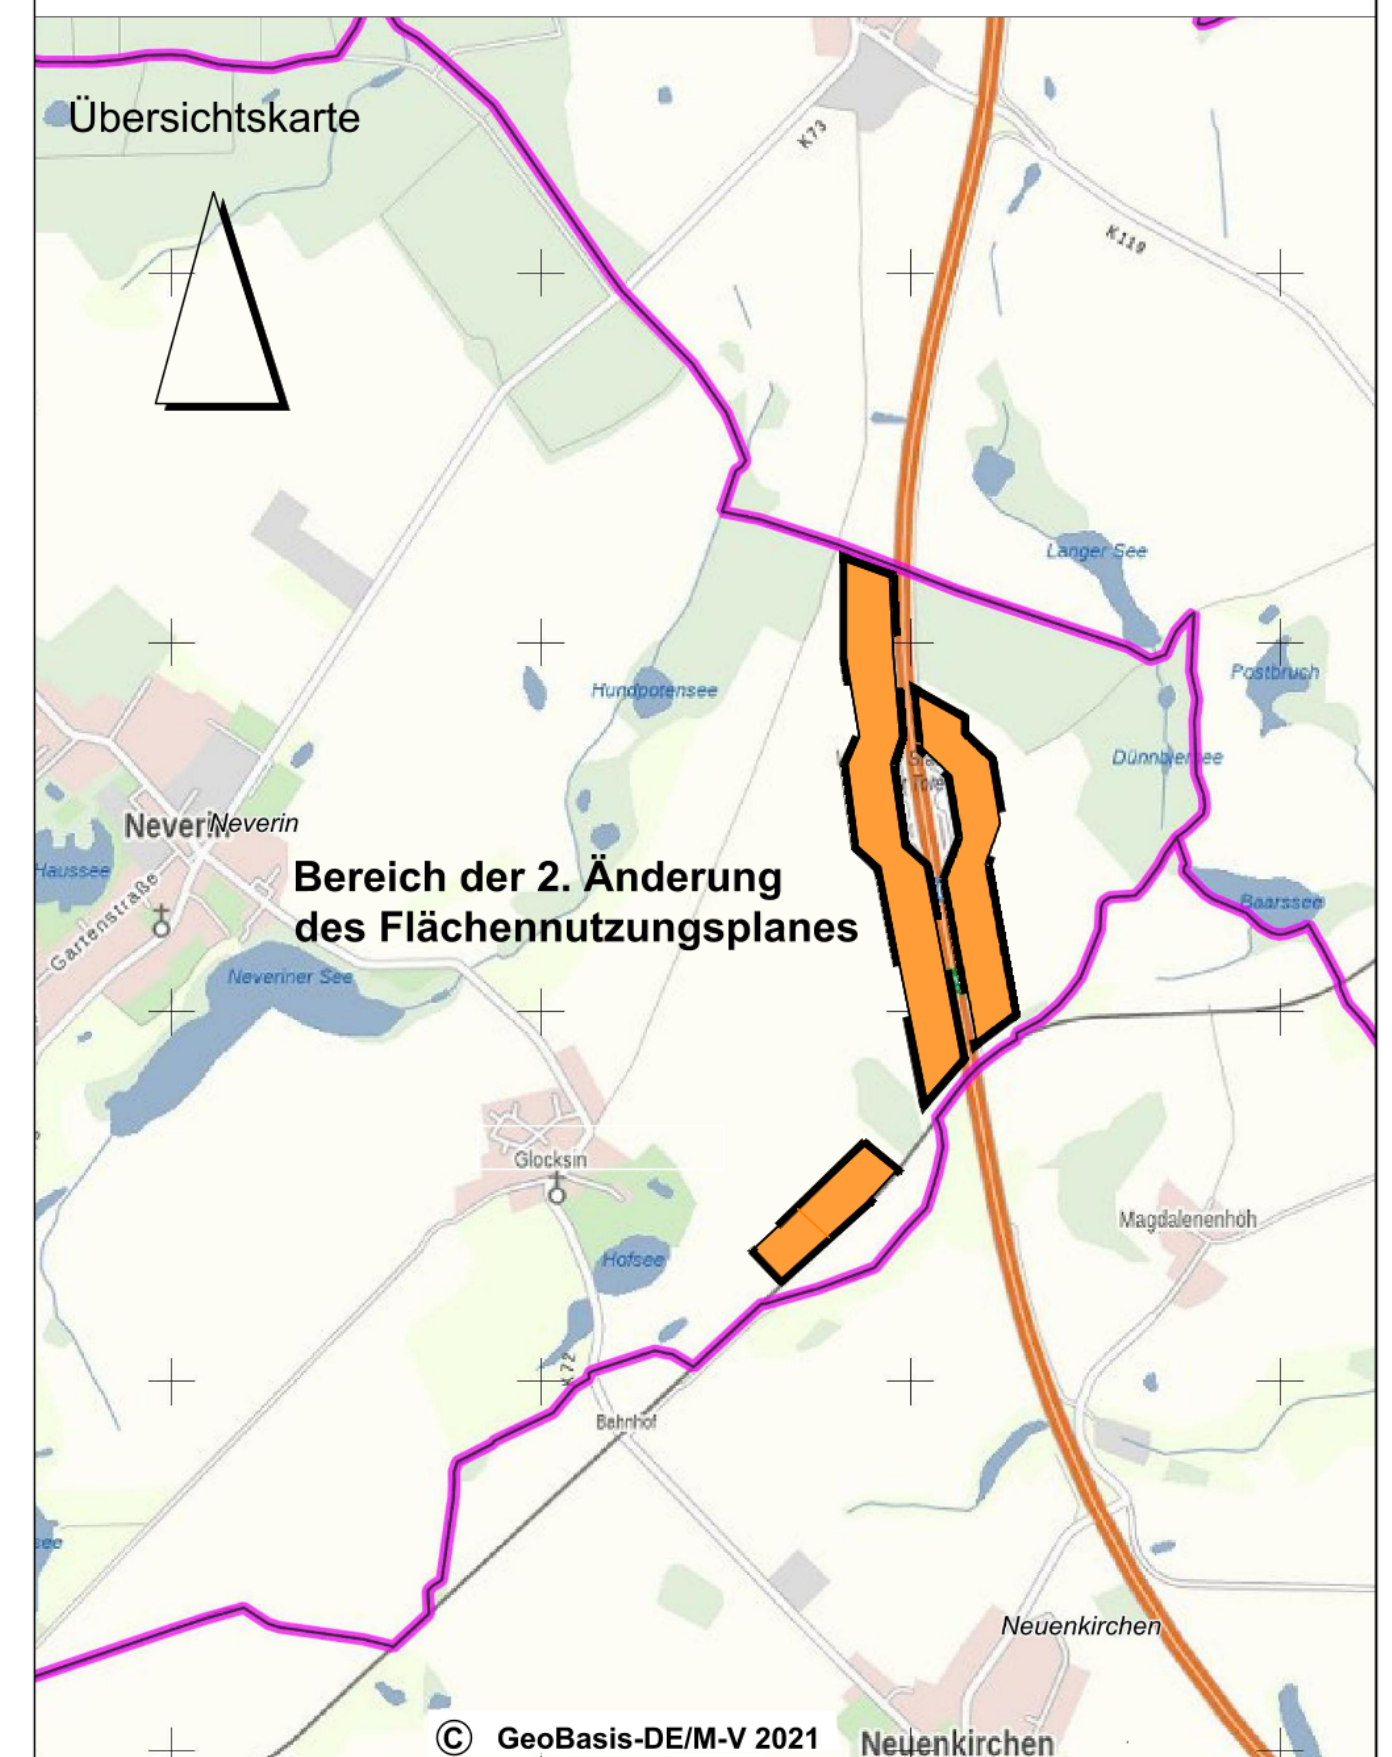 Übersichtskarte
K73
K119
Langer See
Hundpotensee
Postbruch
Dünnbiersee
Neverin
Neverin
Haussee
Bereich der 2. Änderung
des Flächennutzungsplanes
Baarssee
Gartenstraße
Neveriner See
Glocksin
Magdalenenhöh
Hofsee
K72
Bahnhof
see
Neuenkirchen
© GeoBasis-DE/M-V 2021
Neuenkirchen